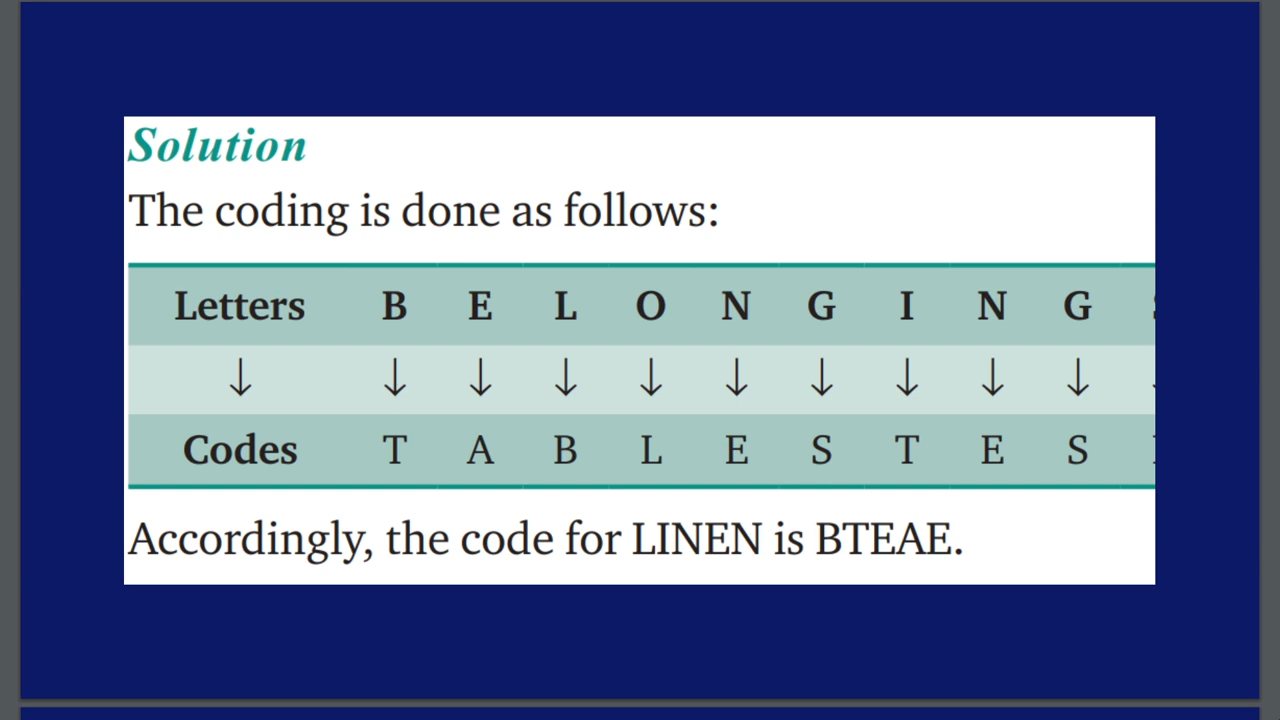 Solution
The coding is done as follows:
Letters B E L O N G I N G
↓ ↓ ↓ ↓ ↓ ↓ ↓ ↓ ↓ ↓
Codes T A B L E S T E S
Accordingly, the code for LINEN is BTEAE.